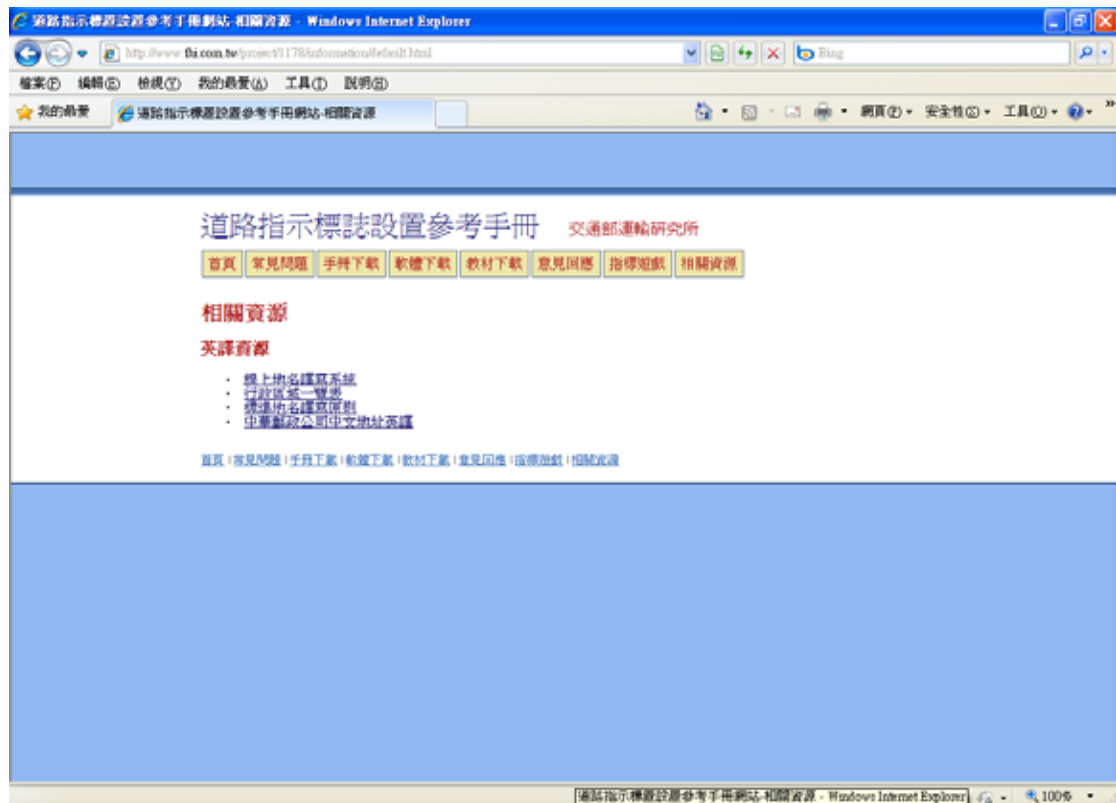 道路指示標誌設置參考手冊網站-相關資源 - Windows Internet Explorer
http://www.thi.com.tw/project/1178/information/default.html Bing
檔案(F) 編輯(E) 檢視(V) 我的最愛(A) 工具(T) 說明(H)
我的最愛 道路指示標誌設置參考手冊網站-相關資源 網頁(P) 安全性(S) 工具(O) »
道路指示標誌設置參考手冊 交通部運輸研究所
首頁 常見問題 手冊下載 軟體下載 教材下載 意見回應 指標遊戲 相關資源
相關資源
英譯資源
· 線上地名譯寫系統
· 行政區域一覽表
· 標準地名譯寫原則
· 中華郵政公司中文地址英譯
首頁 | 常見問題 | 手冊下載 | 軟體下載 | 教材下載 | 意見回應 | 指標遊戲 | 相關資源
道路指示標誌設置參考手冊網站-相關資源 - Windows Internet Explorer 100%